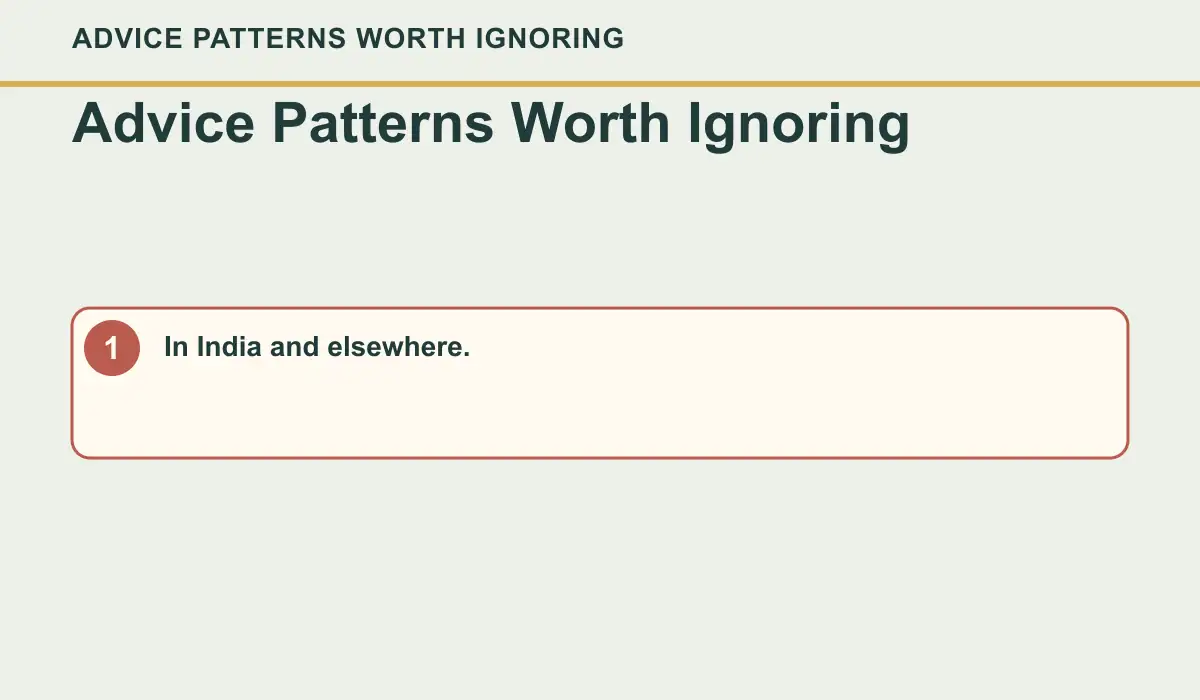 ADVICE PATTERNS WORTH IGNORING
Advice Patterns Worth Ignoring
1 In India and elsewhere.